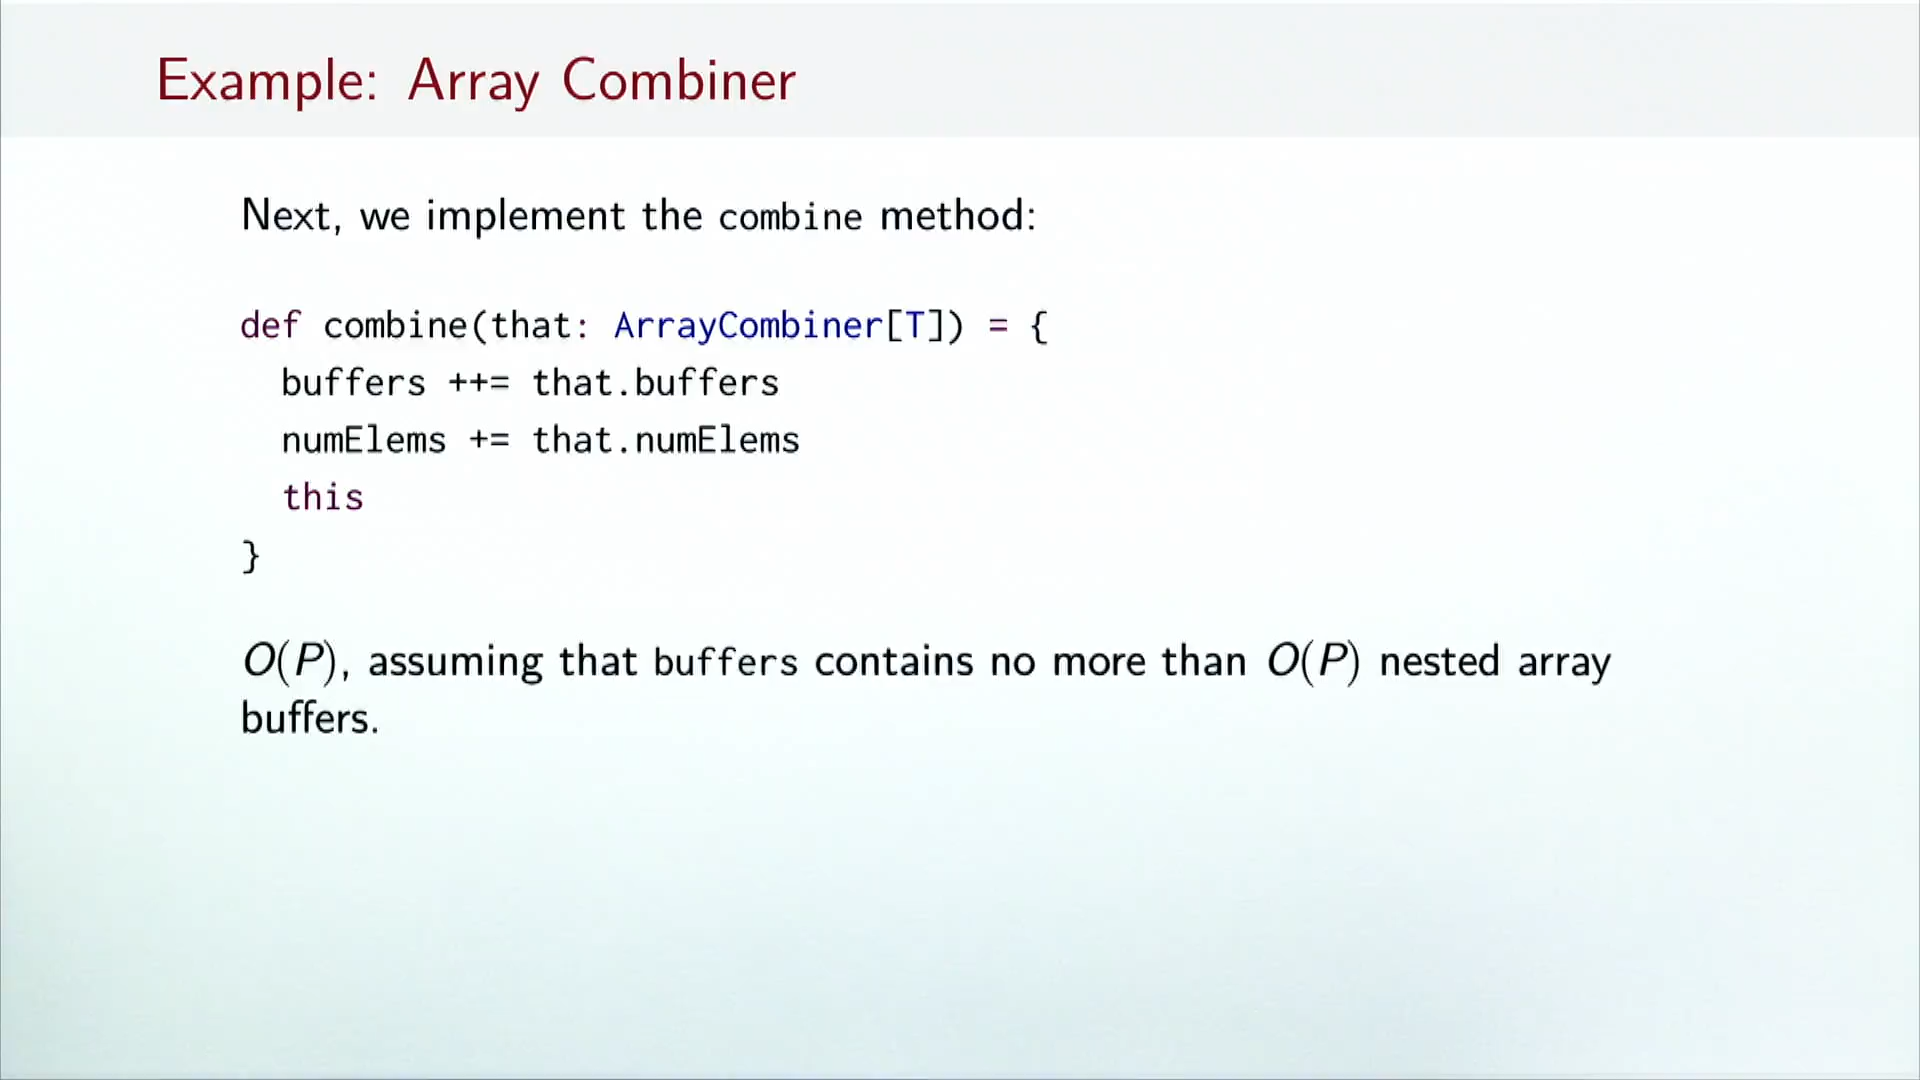 Example: Array Combiner
Next, we implement the combine method:
def combine(that: ArrayCombiner[T]) = {
  buffers ++= that.buffers
  numElems += that.numElems
  this
}
O(P), assuming that buffers contains no more than O(P) nested array
buffers.